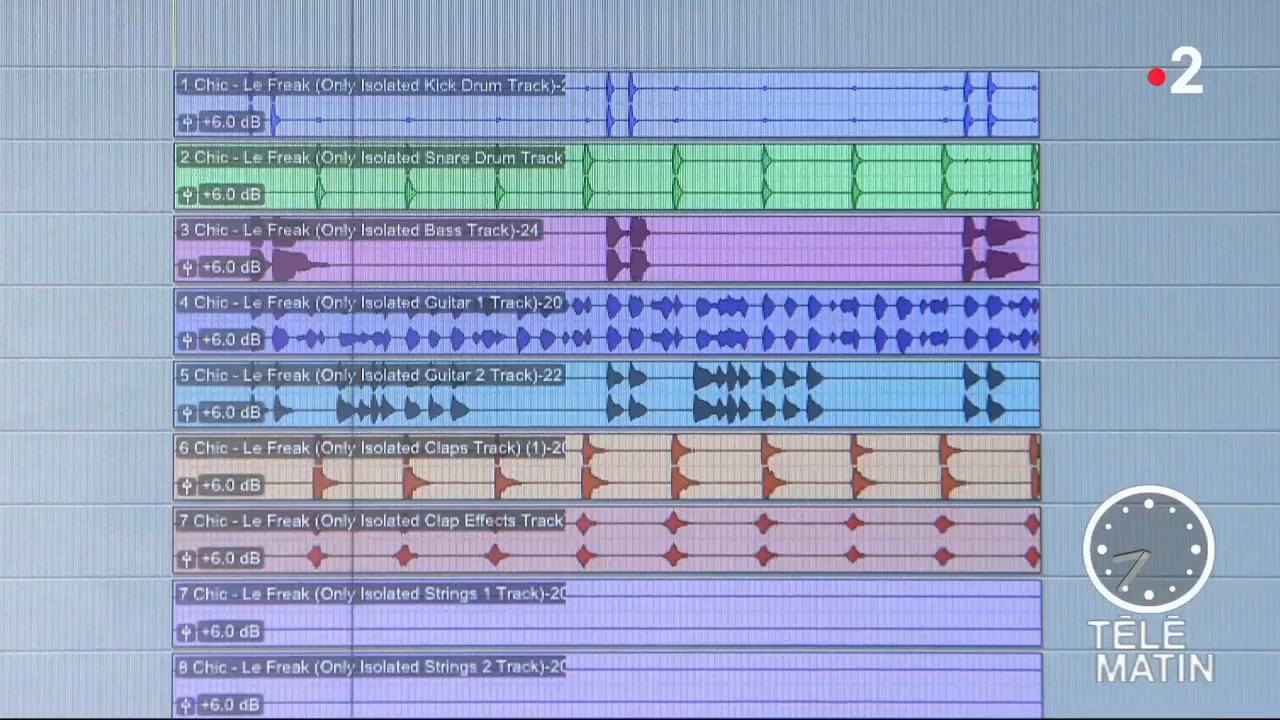 1 Chic - Le Freak (Only Isolated Kick Drum Track)-2
+6.0 dB
2
2 Chic - Le Freak (Only Isolated Snare Drum Track
+6.0 dB
3 Chic - Le Freak (Only Isolated Bass Track)-24
+6.0 dB
4 Chic - Le Freak (Only Isolated Guitar 1 Track)-20
+6.0 dB
5 Chic - Le Freak (Only Isolated Guitar 2 Track)-22
+6.0 dB
6 Chic - Le Freak (Only Isolated Claps Track) (1)-20
+6.0 dB
7 Chic - Le Freak (Only Isolated Clap Effects Track
+6.0 dB
7 Chic - Le Freak (Only Isolated Strings 1 Track)-20
+6.0 dB
TÉLÉ
MATIN
8 Chic - Le Freak (Only Isolated Strings 2 Track)-20
+6.0 dB